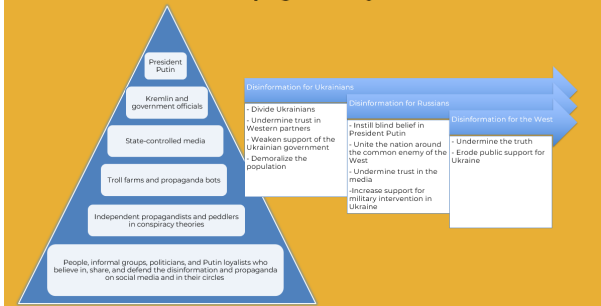 President
Putin
Kremlin and
government officials
State-controlled media
Troll farms and propaganda bots
Independent propagandists and peddlers
in conspiracy theories
People, informal groups, politicians, and Putin loyalists who
believe in, share, and defend the disinformation and propaganda
on social media and in their circles
Disinformation for Ukrainians
- Divide Ukrainians
- Undermine trust in
Western partners
- Weaken support of the
Ukrainian government
- Demoralize the
population
Disinformation for Russians
- Instill blind belief in
President Putin
- Unite the nation around
the common enemy of the
West
- Undermine trust in the
media
-Increase support for
military intervention in
Ukraine
Disinformation for the West
- Undermine the truth
- Erode public support for
Ukraine